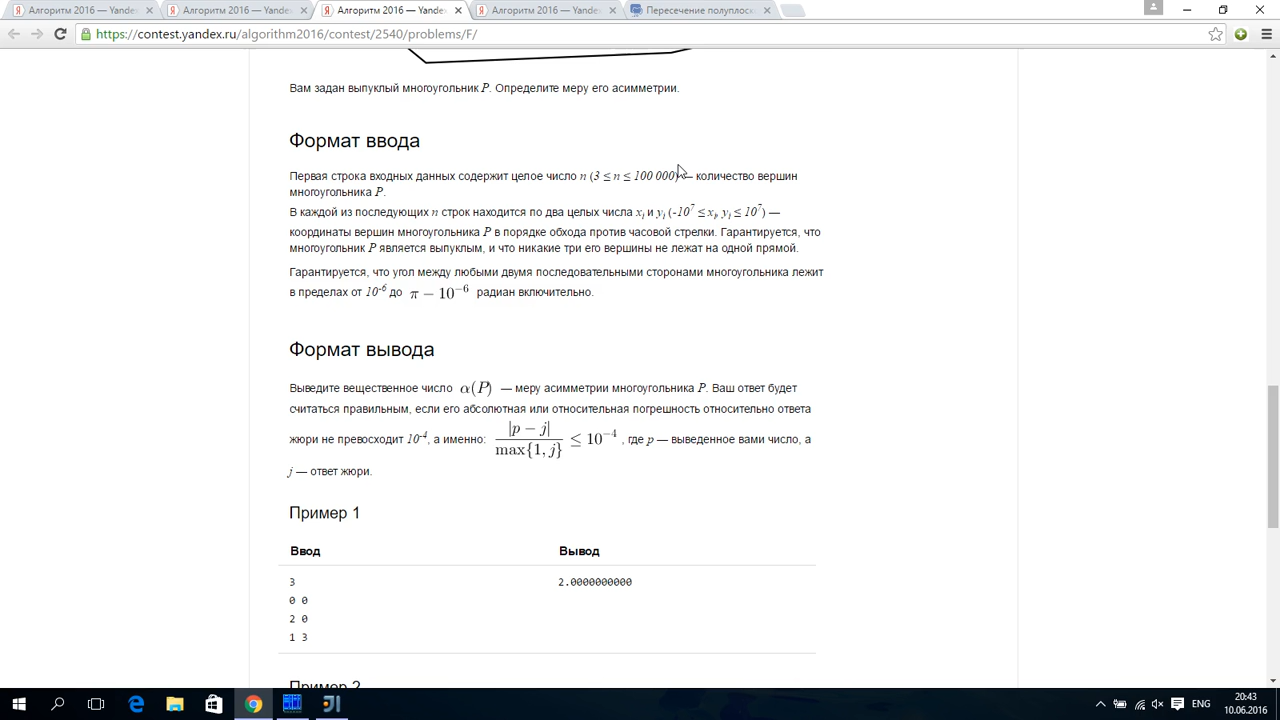 Алгоритм 2016 — Yandex
Алгоритм 2016 — Yandex
Алгоритм 2016 — Yandex
Алгоритм 2016 — Yandex
Пересечение полуплоск
https://contest.yandex.ru/algorithm2016/contest/2540/problems/F/
Вам задан выпуклый многоугольник P. Определите меру его асимметрии.
Формат ввода
Первая строка входных данных содержит целое число n (3 ≤ n ≤ 100 000) — количество вершин
многоугольника P.
В каждой из последующих n строк находится по два целых числа xᵢ и yᵢ (-10⁷ ≤ xᵢ, yᵢ ≤ 10⁷) —
координаты вершин многоугольника P в порядке обхода против часовой стрелки. Гарантируется, что
многоугольник P является выпуклым, и что никакие три его вершины не лежат на одной прямой.
Гарантируется, что угол между любыми двумя последовательными сторонами многоугольника лежит
в пределах от 10⁻⁶ до π − 10⁻⁶ радиан включительно.
Формат вывода
Выведите вещественное число α(P) — меру асимметрии многоугольника P. Ваш ответ будет
считаться правильным, если его абсолютная или относительная погрешность относительно ответа
жюри не превосходит 10⁻⁴, а именно: |p − j| / max{1, j} ≤ 10⁻⁴, где p — выведенное вами число, а
j — ответ жюри.
Пример 1
Ввод Вывод
3 2.0000000000
0 0
2 0
1 3
Пример 2
ENG
20:43
10.06.2016